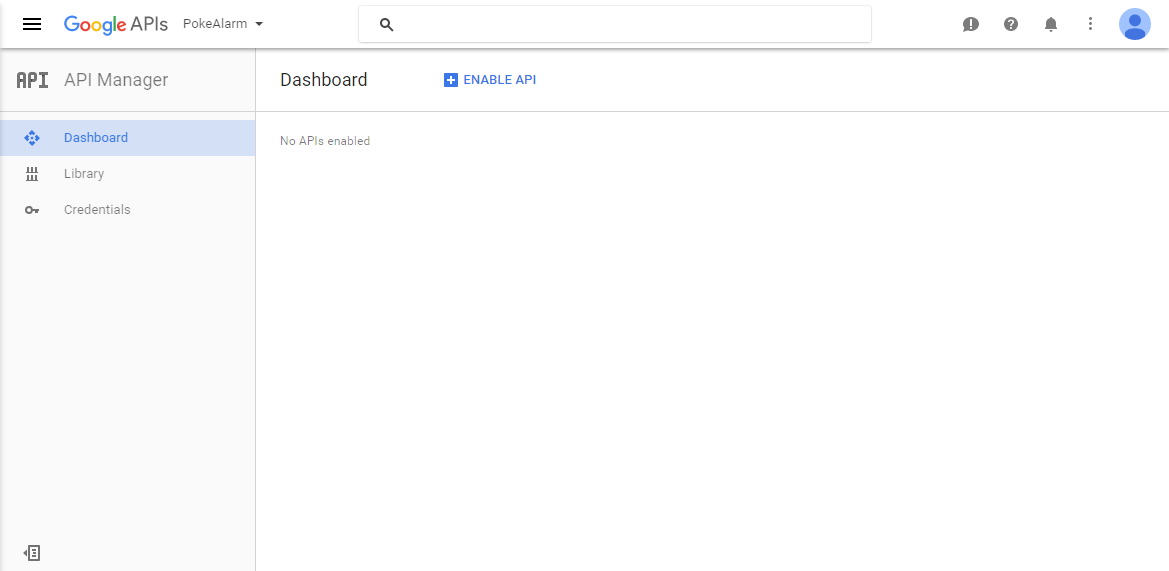 Google APIs PokeAlarm
API API Manager
Dashboard ENABLE API
Dashboard
No APIs enabled
Library
Credentials